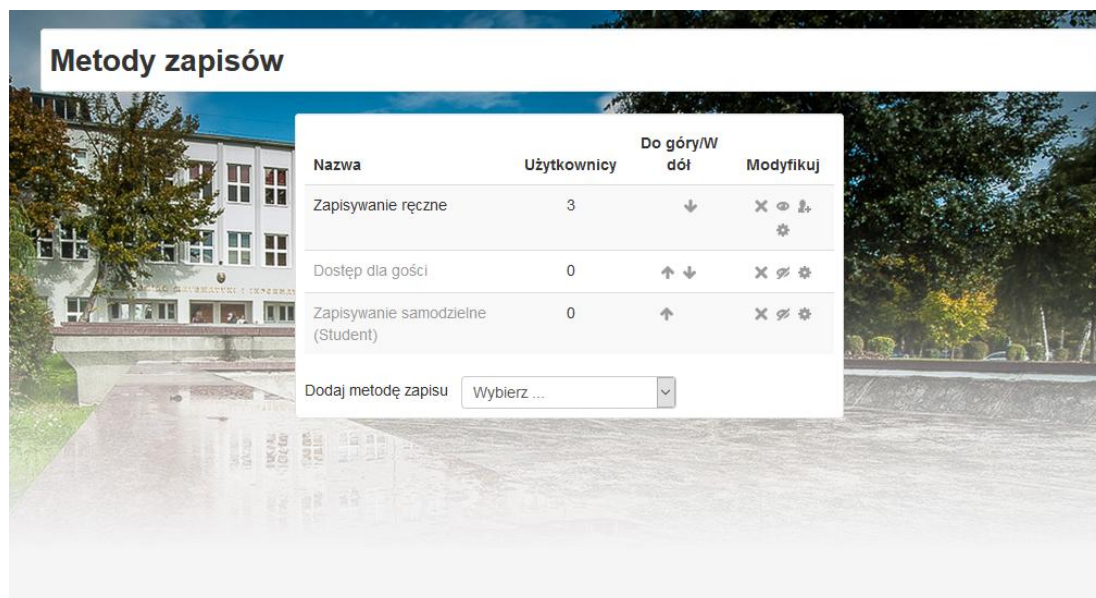 Metody zapisów
Nazwa Użytkownicy Do góry/W dół Modyfikuj
Zapisywanie ręczne 3
Dostęp dla gości 0
Zapisywanie samodzielne 0
(Student)
Dodaj metodę zapisu Wybierz ...